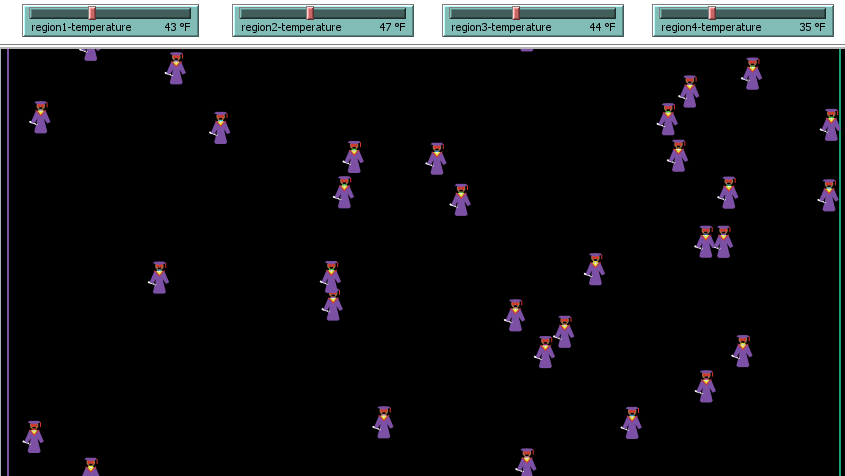 region1-temperature 43 °F
region2-temperature 47 °F
region3-temperature 44 °F
region4-temperature 35 °F